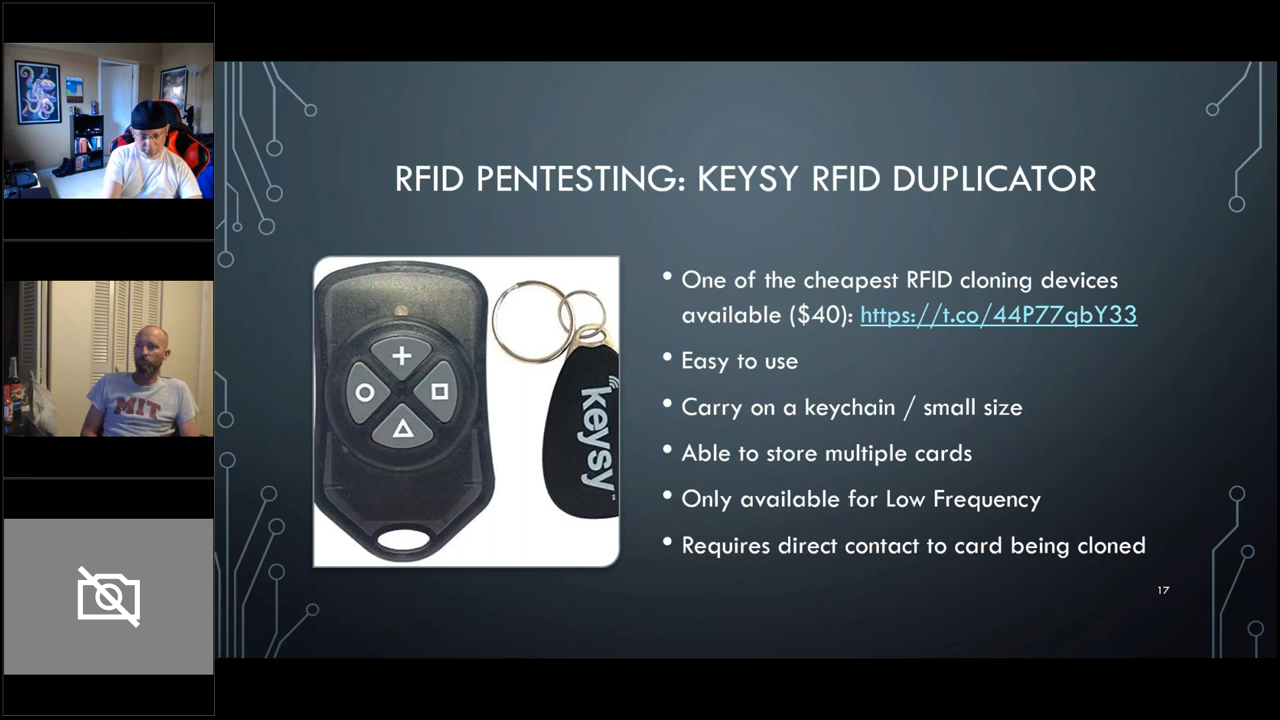 RFID PENTESTING: KEYSY RFID DUPLICATOR
• One of the cheapest RFID cloning devices
available ($40): https://t.co/44P77qbY33
• Easy to use
• Carry on a keychain / small size
• Able to store multiple cards
• Only available for Low Frequency
• Requires direct contact to card being cloned
17
keysy
MIT